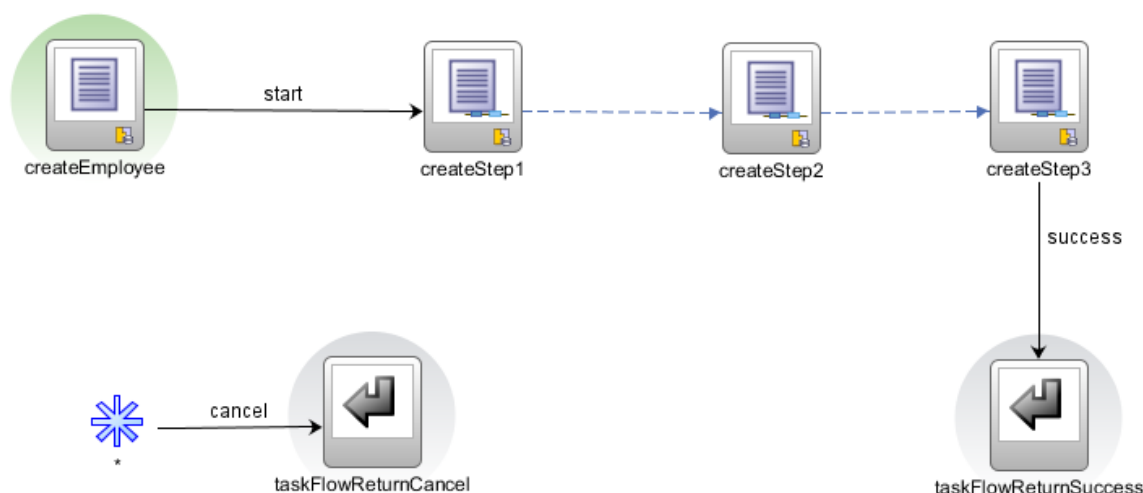 start
createEmployee
createStep1
createStep2
createStep3
success
cancel
*
taskFlowReturnCancel
taskFlowReturnSuccess